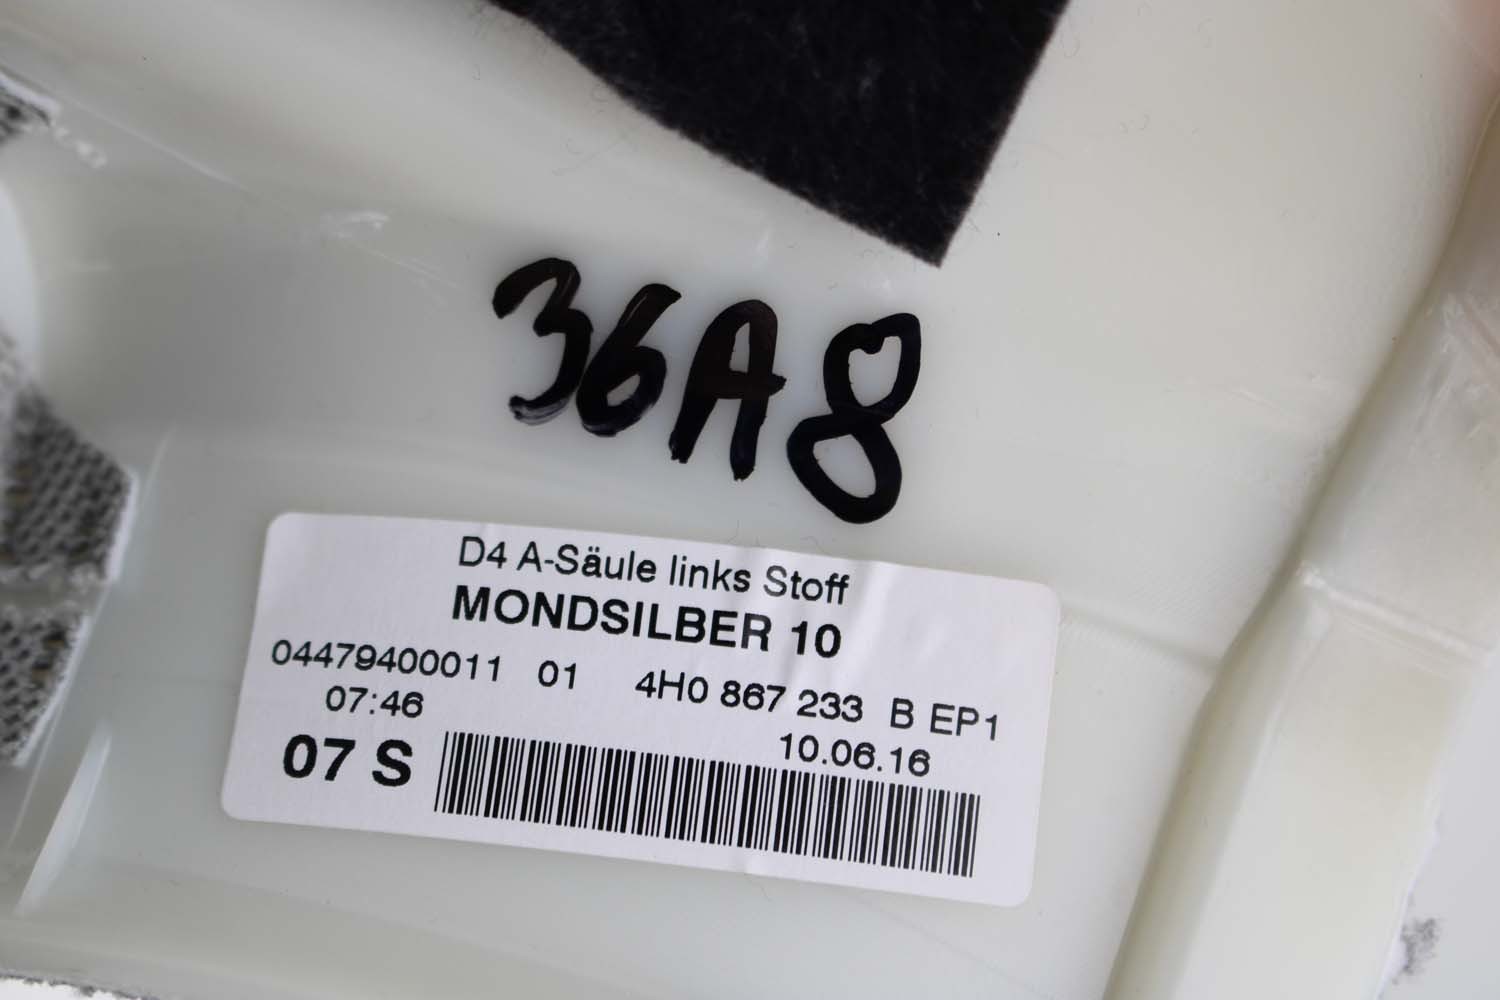 36A8
D4 A-Säule links Stoff
MONDSILBER 10
04479400011 01 4H0 867 233 B EP1
07:46 10.06.16
07 S